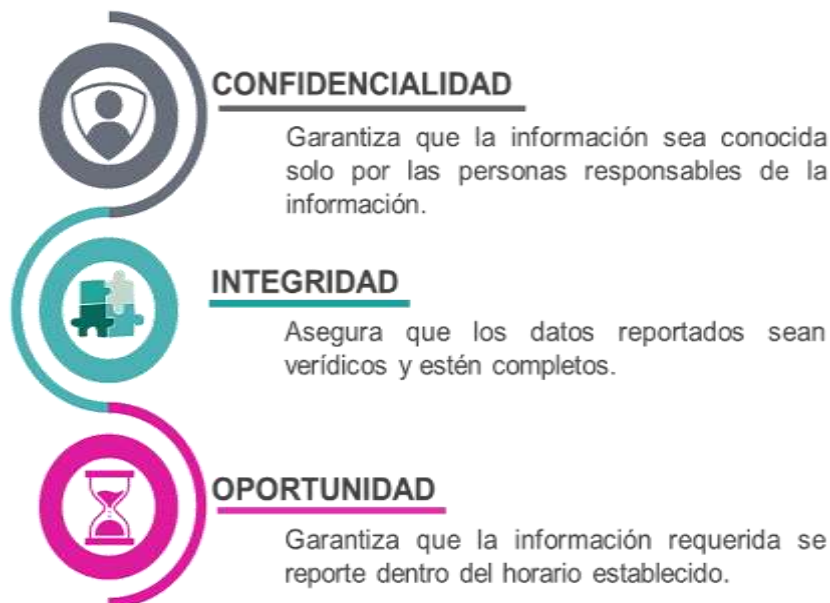 CONFIDENCIALIDAD
Garantiza que la información sea conocida
solo por las personas responsables de la
información.
INTEGRIDAD
Asegura que los datos reportados sean
verídicos y estén completos.
OPORTUNIDAD
Garantiza que la información requerida se
reporte dentro del horario establecido.